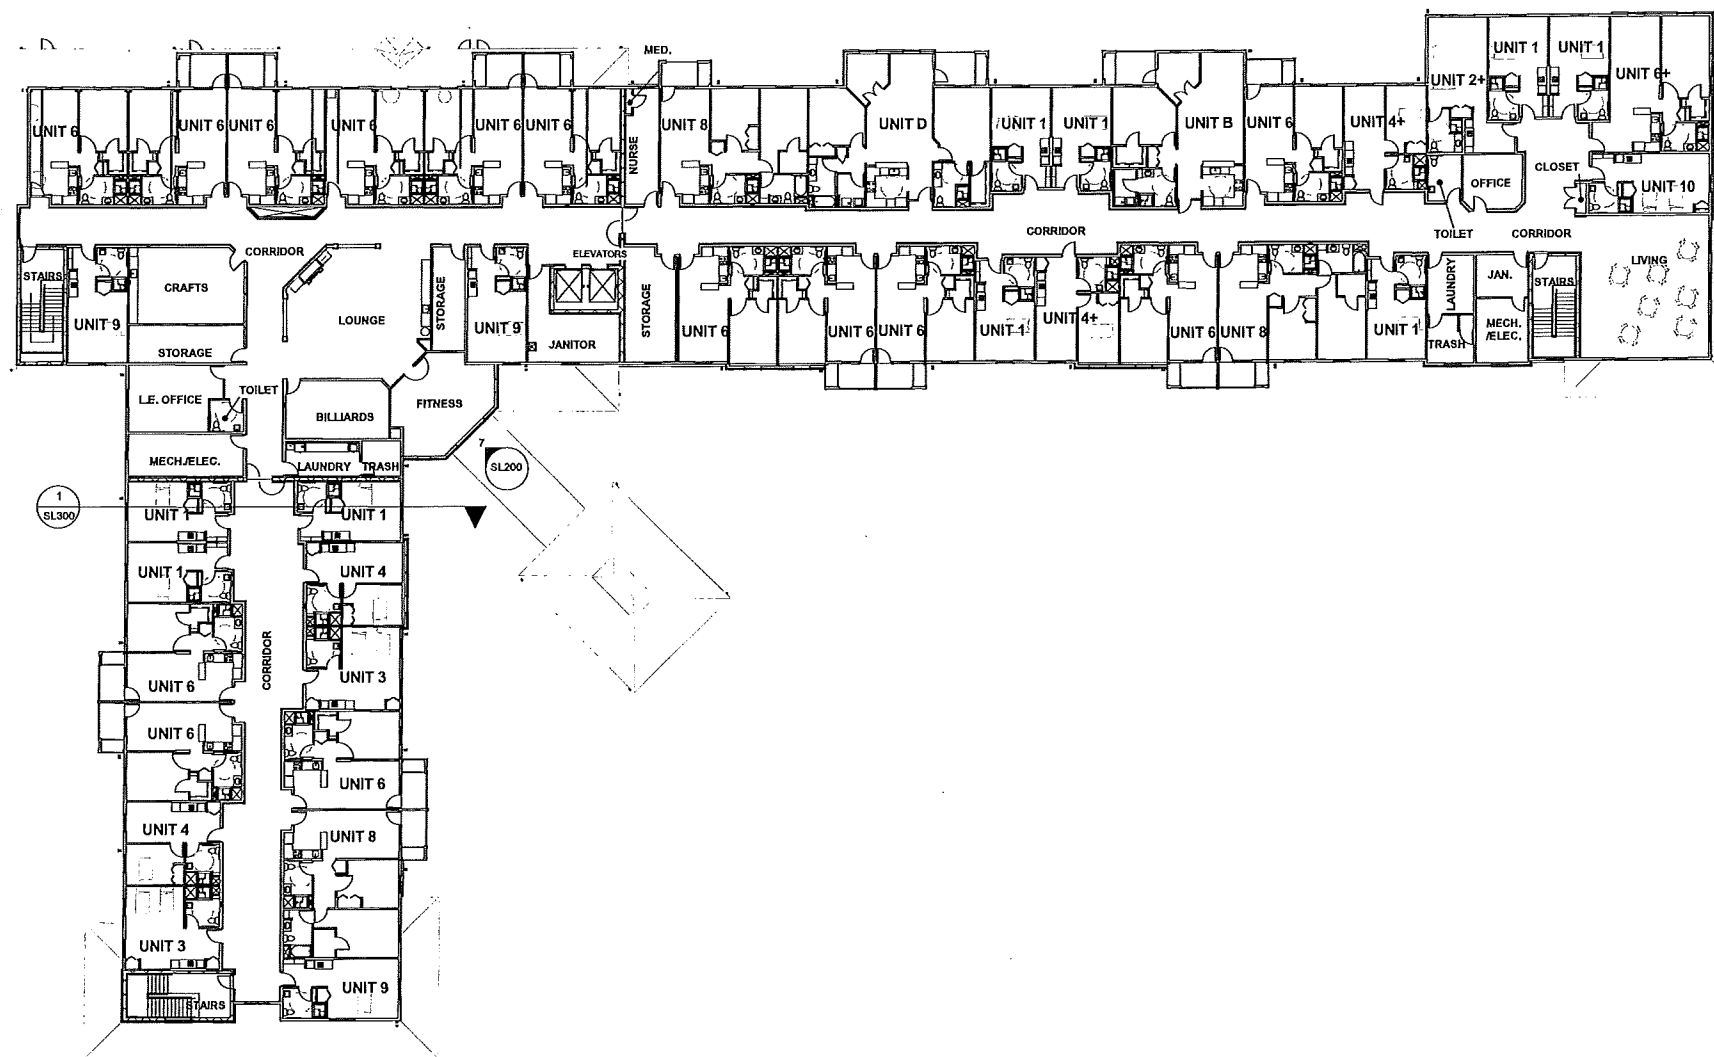 MED.
UNIT 1
UNIT 1
UNIT 2+
UNIT 6+
UNIT 6
UNIT 6
UNIT 6
UNIT 6
UNIT 6
UNIT 6
NURSE
UNIT 8
UNIT D
UNIT 1
UNIT 1
UNIT B
UNIT 6
UNIT 4+
CLOSET
OFFICE
UNIT 10
TOILET
CORRIDOR
CORRIDOR
CORRIDOR
ELEVATORS
LIVING
STAIRS
CRAFTS
UNIT 9
LOUNGE
STORAGE
UNIT 9
JANITOR
STORAGE
UNIT 6
UNIT 6
UNIT 6
UNIT 1
UNIT 4+
UNIT 6
UNIT 8
UNIT 1
LAUNDRY
JAN.
STAIRS
TRASH
MECH.
/ELEC.
STORAGE
TOILET
L.E. OFFICE
BILLIARDS
FITNESS
7
SL200
MECH./ELEC.
LAUNDRY
TRASH
1
SL300
UNIT 1
UNIT 1
UNIT 1
UNIT 4
CORRIDOR
UNIT 6
UNIT 3
UNIT 6
UNIT 6
UNIT 4
UNIT 8
UNIT 3
UNIT 9
STAIRS